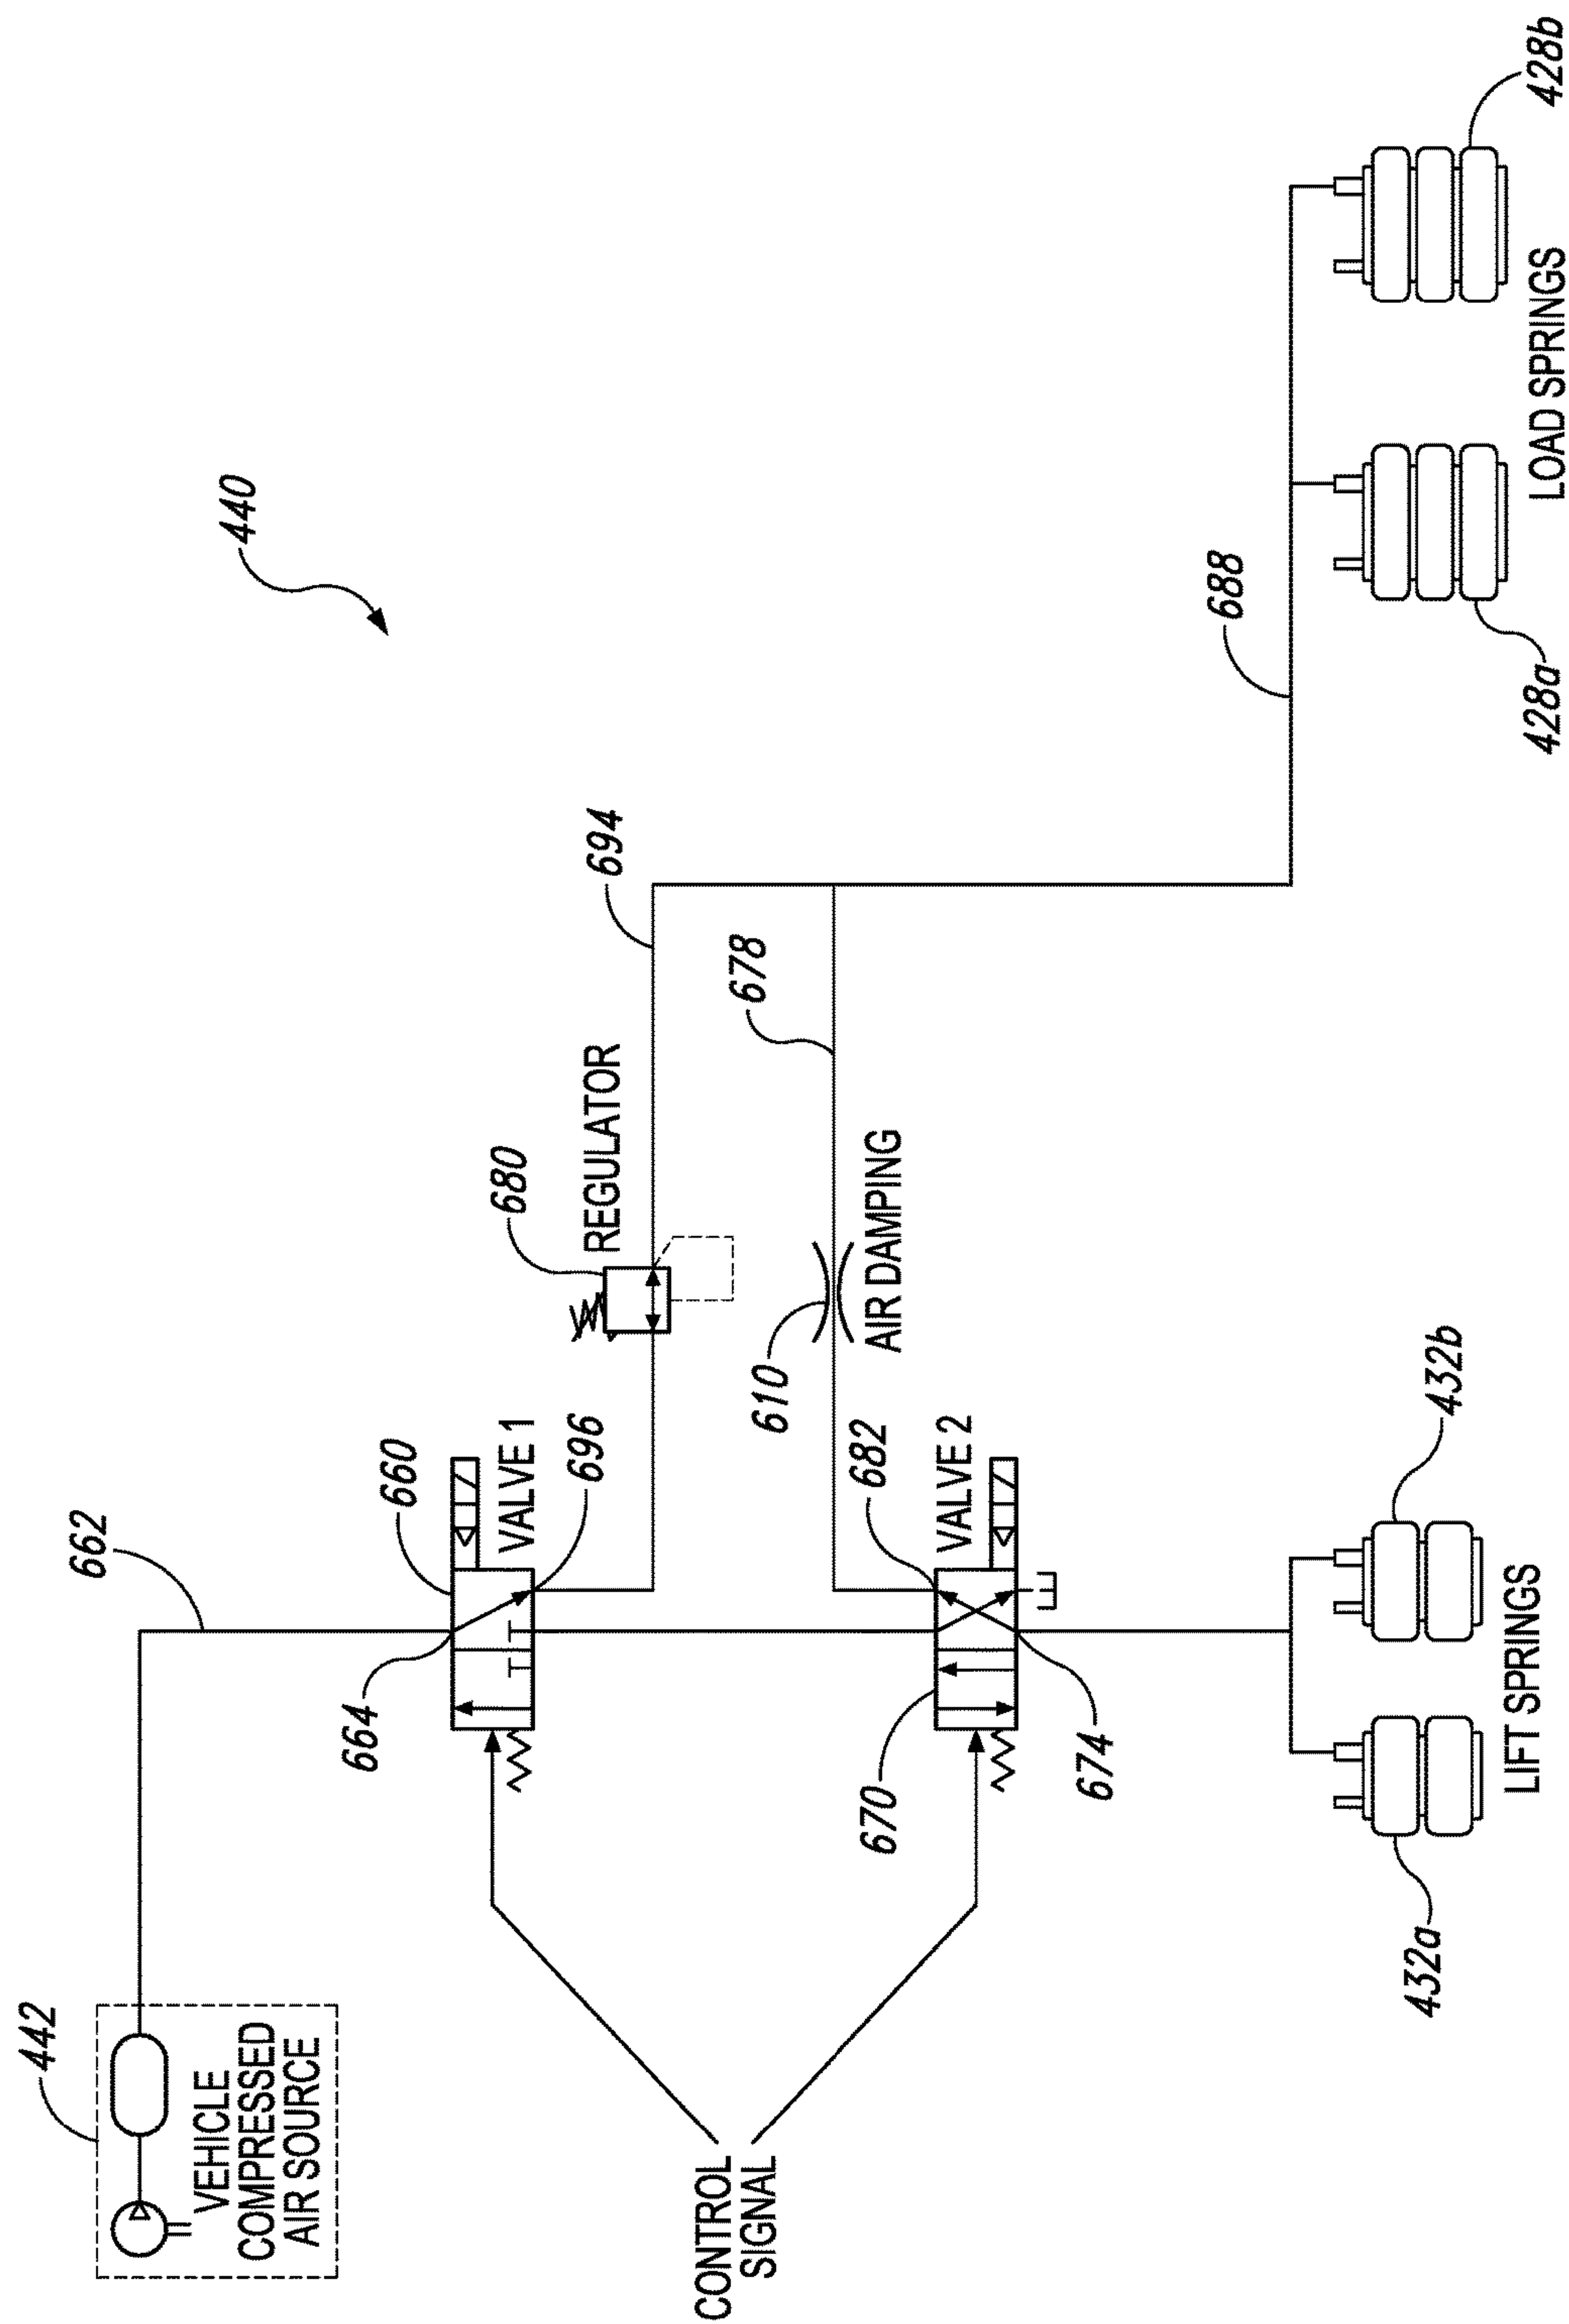 442
VEHICLE
COMPRESSED
AIR SOURCE
662
440
664
660
VALVE 1
696
680
REGULATOR
694
CONTROL
SIGNAL
610
AIR DAMPING
678
670
682
VALVE 2
674
688
432a
432b
LIFT SPRINGS
428a
428b
LOAD SPRINGS